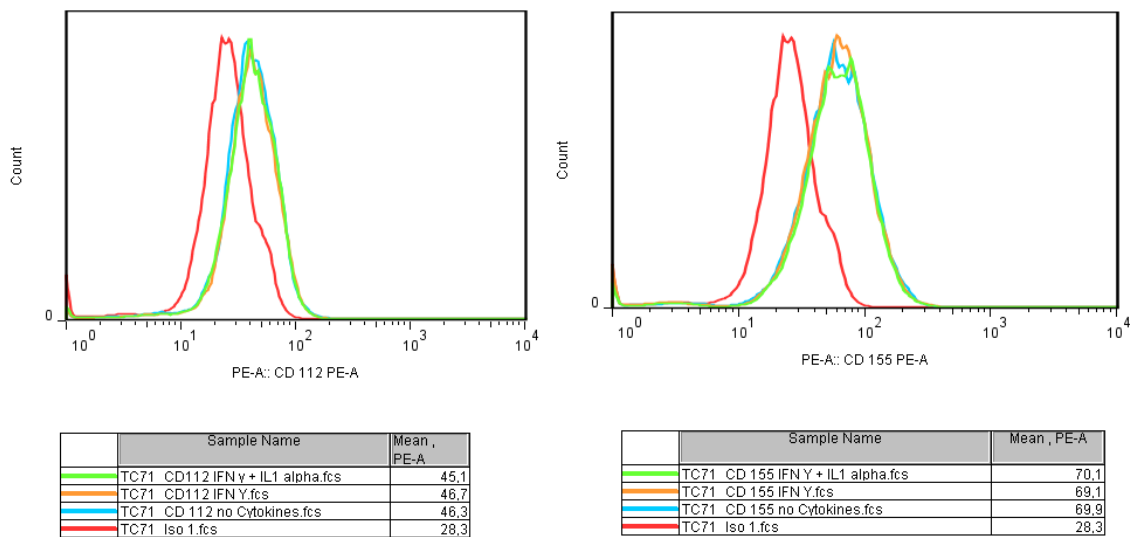 Count
0
10^0 10^1 10^2 10^3 10^4
PE-A:: CD 112 PE-A
Sample Name Mean , PE-A
TC71 CD112 IFN γ + IL1 alpha.fcs 45,1
TC71 CD112 IFN Y.fcs 46,7
TC71 CD 112 no Cytokines.fcs 46,3
TC71 Iso 1.fcs 28,3
Count
0
10^0 10^1 10^2 10^3 10^4
PE-A:: CD 155 PE-A
Sample Name Mean , PE-A
TC71 CD 155 IFN Y + IL1 alpha.fcs 70,1
TC71 CD 155 IFN Y.fcs 69,1
TC71 CD 155 no Cytokines.fcs 69,9
TC71 Iso 1.fcs 28,3